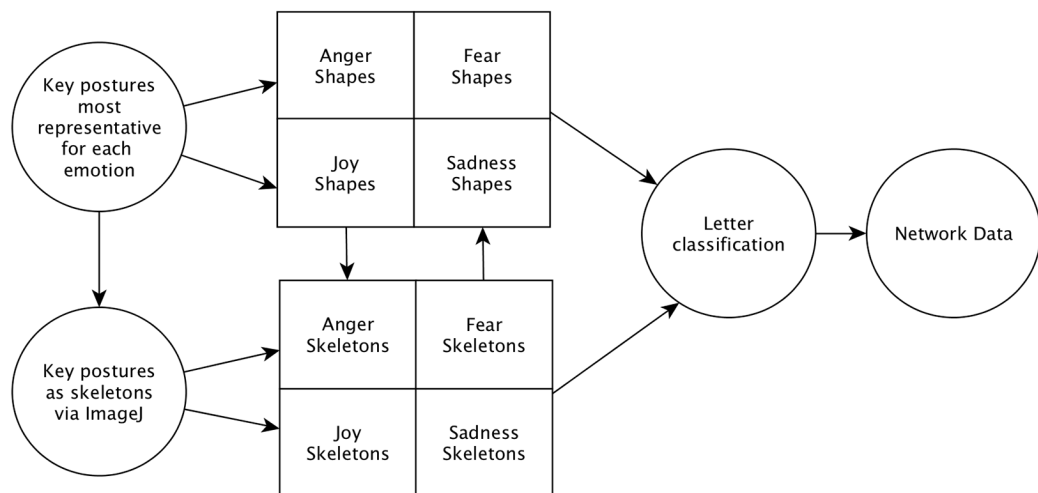 Key postures
most
representative
for each
emotion
Anger
Shapes
Fear
Shapes
Joy
Shapes
Sadness
Shapes
Letter
classification
Network Data
Key postures
as skeletons
via ImageJ
Anger
Skeletons
Fear
Skeletons
Joy
Skeletons
Sadness
Skeletons